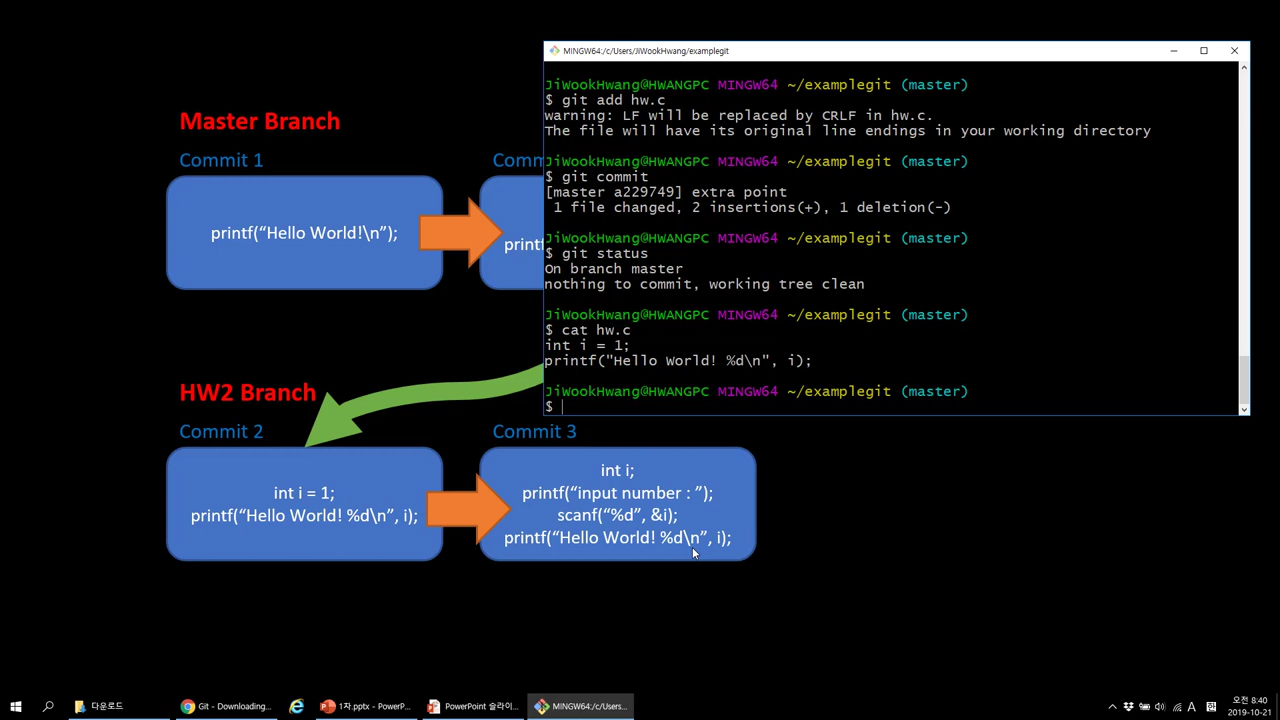 MINGW64:/c/Users/JiWookHwang/examplegit
JiWookHwang@HWANGPC MINGW64 ~/examplegit (master)
$ git add hw.c
warning: LF will be replaced by CRLF in hw.c.
The file will have its original line endings in your working directory
JiWookHwang@HWANGPC MINGW64 ~/examplegit (master)
$ git commit
[master a229749] extra point
1 file changed, 2 insertions(+), 1 deletion(-)
JiWookHwang@HWANGPC MINGW64 ~/examplegit (master)
$ git status
On branch master
nothing to commit, working tree clean
JiWookHwang@HWANGPC MINGW64 ~/examplegit (master)
$ cat hw.c
int i = 1;
printf("Hello World! %d\n", i);
JiWookHwang@HWANGPC MINGW64 ~/examplegit (master)
$
Master Branch
Commit 1
Comm
printf(“Hello World!\n”);
printf
HW2 Branch
Commit 2
Commit 3
int i = 1;
printf(“Hello World! %d\n”, i);
int i;
printf(“input number : ”);
scanf(“%d”, &i);
printf(“Hello World! %d\n”, i);
다운로드
Git - Downloading...
1차.pptx - PowerP...
PowerPoint 슬라이...
MINGW64:/c/Users...
A
오전 8:40
2019-10-21